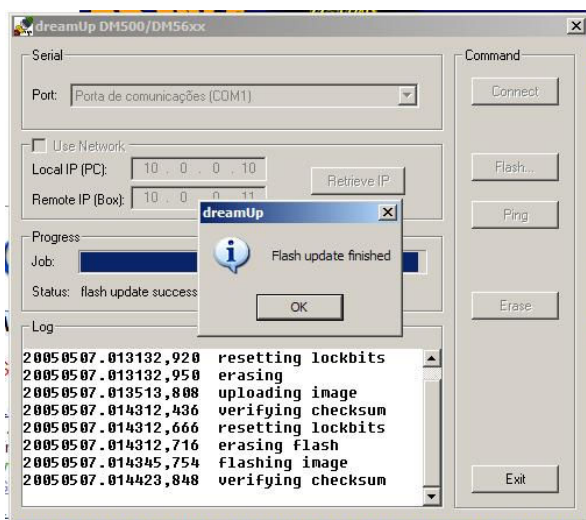 dreamUp DM500/DM56xx
Serial
Port: Porta de comunicações (COM1)
Use Network
Local IP (PC): 10 . 0 . 0 . 10
Remote IP (Box): 10 . 0 . 0 . 11
Retrieve IP
Progress
Job:
Status: flash update success
Log
20050507.013132,920 resetting lockbits
20050507.013132,950 erasing
20050507.013513,808 uploading image
20050507.014312,436 verifying checksum
20050507.014312,666 resetting lockbits
20050507.014312,716 erasing flash
20050507.014345,754 flashing image
20050507.014423,848 verifying checksum
Command
Connect
Flash...
Ping
Erase
Exit
dreamUp
Flash update finished
OK